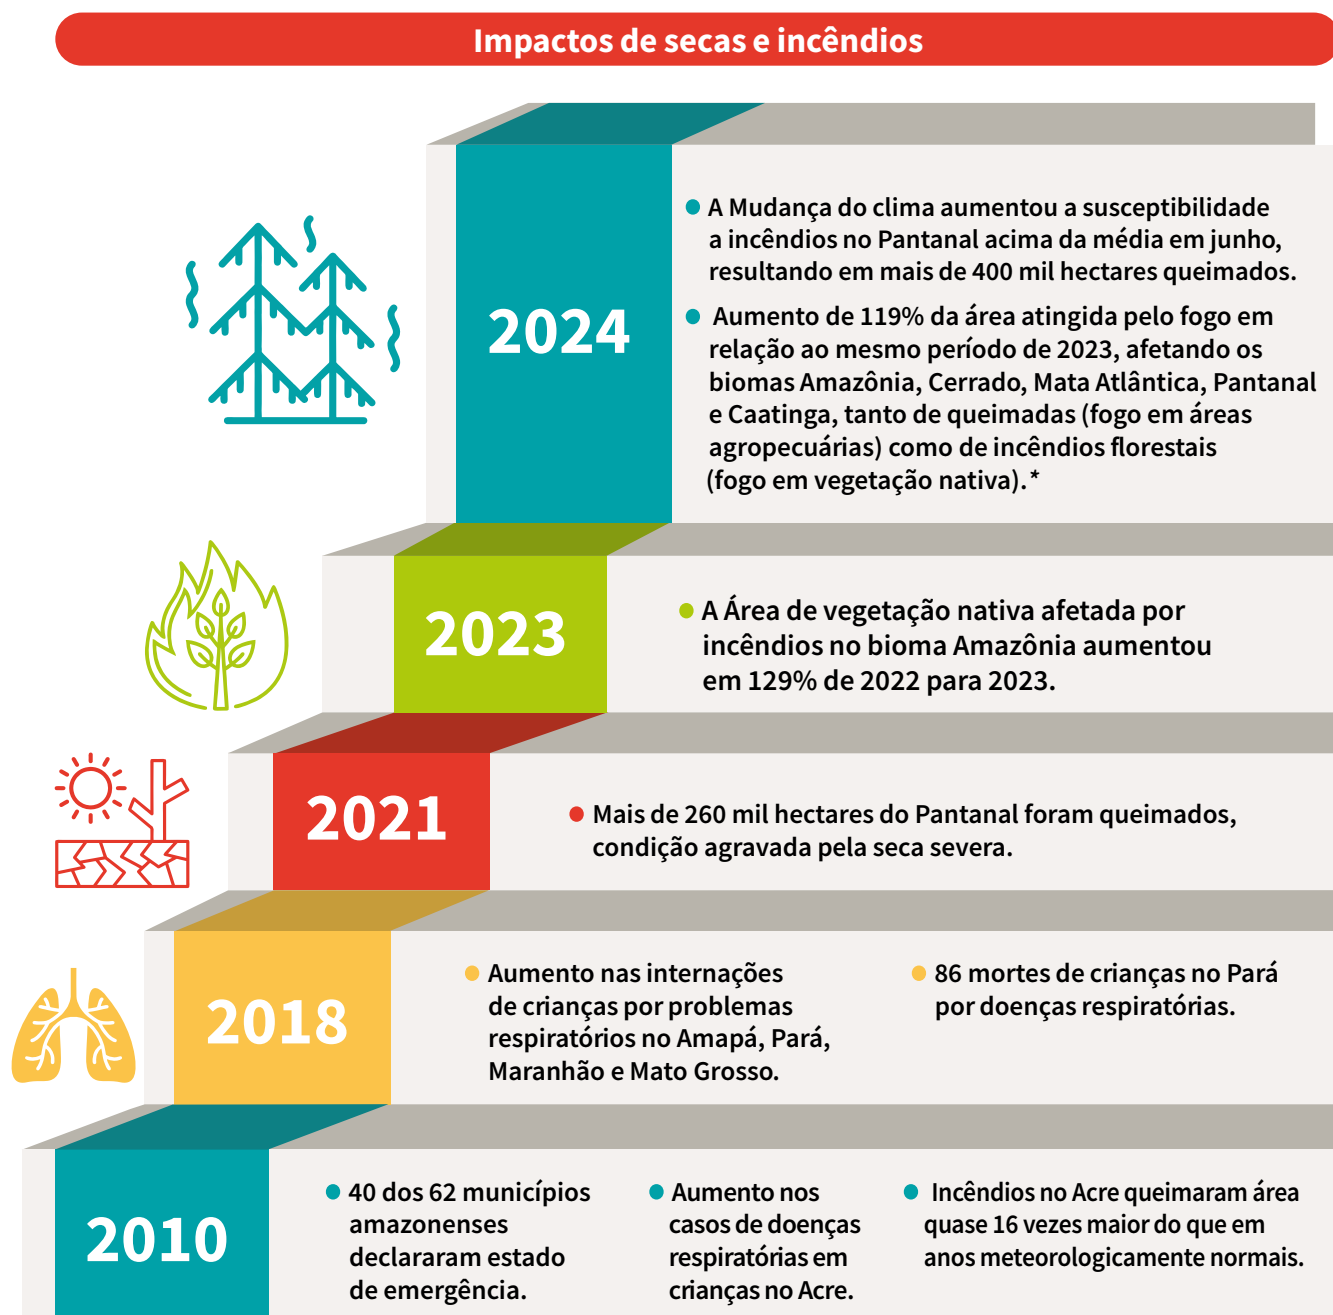 Impactos de secas e incêndios
2024
● A Mudança do clima aumentou a susceptibilidade
a incêndios no Pantanal acima da média em junho,
resultando em mais de 400 mil hectares queimados.
● Aumento de 119% da área atingida pelo fogo em
relação ao mesmo período de 2023, afetando os
biomas Amazônia, Cerrado, Mata Atlântica, Pantanal
e Caatinga, tanto de queimadas (fogo em áreas
agropecuárias) como de incêndios florestais
(fogo em vegetação nativa).*
2023
● A Área de vegetação nativa afetada por
incêndios no bioma Amazônia aumentou
em 129% de 2022 para 2023.
2021
● Mais de 260 mil hectares do Pantanal foram queimados,
condição agravada pela seca severa.
2018
● Aumento nas internações
de crianças por problemas
respiratórios no Amapá, Pará,
Maranhão e Mato Grosso.
● 86 mortes de crianças no Pará
por doenças respiratórias.
2010
● 40 dos 62 municípios
amazonenses
declararam estado
de emergência.
● Aumento nos
casos de doenças
respiratórias em
crianças no Acre.
● Incêndios no Acre queimaram área
quase 16 vezes maior do que em
anos meteorologicamente normais.